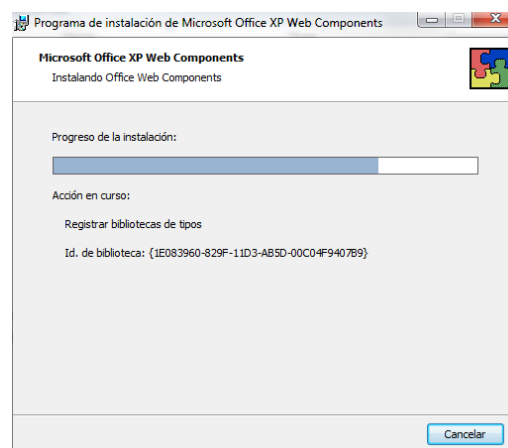 Programa de instalación de Microsoft Office XP Web Components
Microsoft Office XP Web Components
Instalando Office Web Components
Progreso de la instalación:
Acción en curso:
Registrar bibliotecas de tipos
Id. de biblioteca: {1E083960-829F-11D3-AB5D-00C04F9407B9}
Cancelar